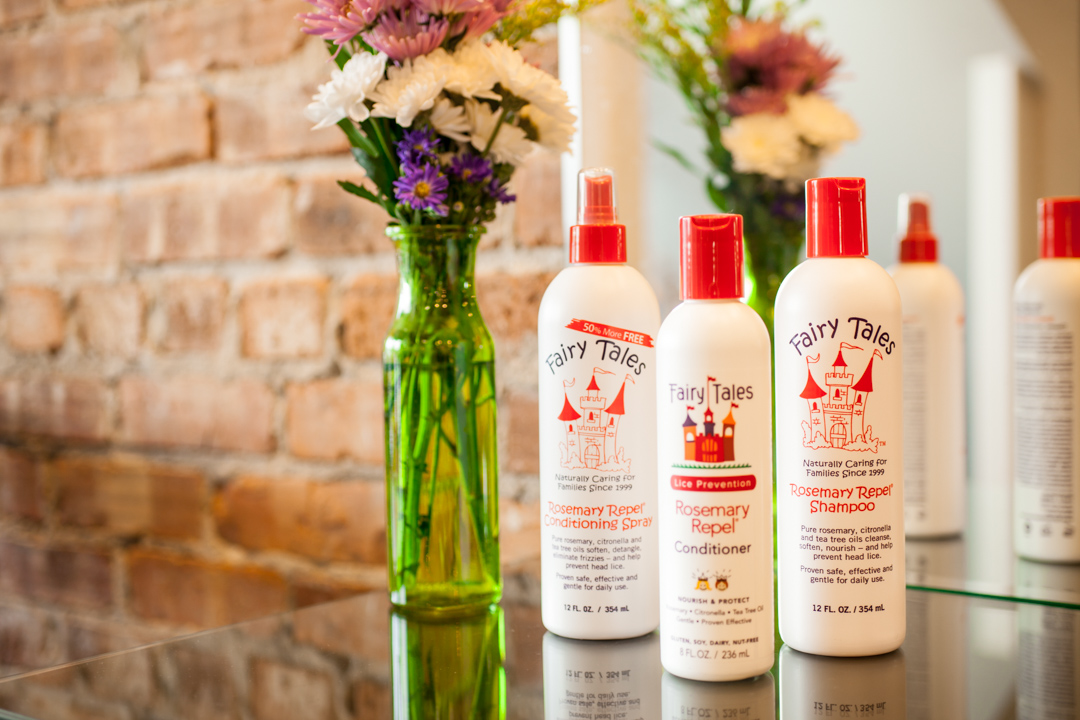 50% More FREE
Fairy Tales
Naturally Caring for
Families Since 1999
Rosemary Repel®
Conditioning Spray
Pure rosemary, citronella and
tea tree oils soften, detangle,
eliminate frizzies – and help
prevent head lice.
Proven safe, effective and
gentle for daily use.
12 FL. OZ. / 354 mL
Fairy Tales
Lice Prevention
Rosemary
Repel®
Conditioner
NOURISH & PROTECT
Rosemary • Citronella • Tea Tree Oil
Gentle • Proven Effective
GLUTEN, SOY, DAIRY, NUT-FREE
8 FL.OZ. / 236 mL
Fairy Tales
TM
Naturally Caring for
Families Since 1999
Rosemary Repel®
Shampoo
Pure rosemary, citronella
and tea tree oils cleanse,
soften, nourish – and help
prevent head lice.
Proven safe, effective and
gentle for daily use.
12 FL. OZ. / 354 mL